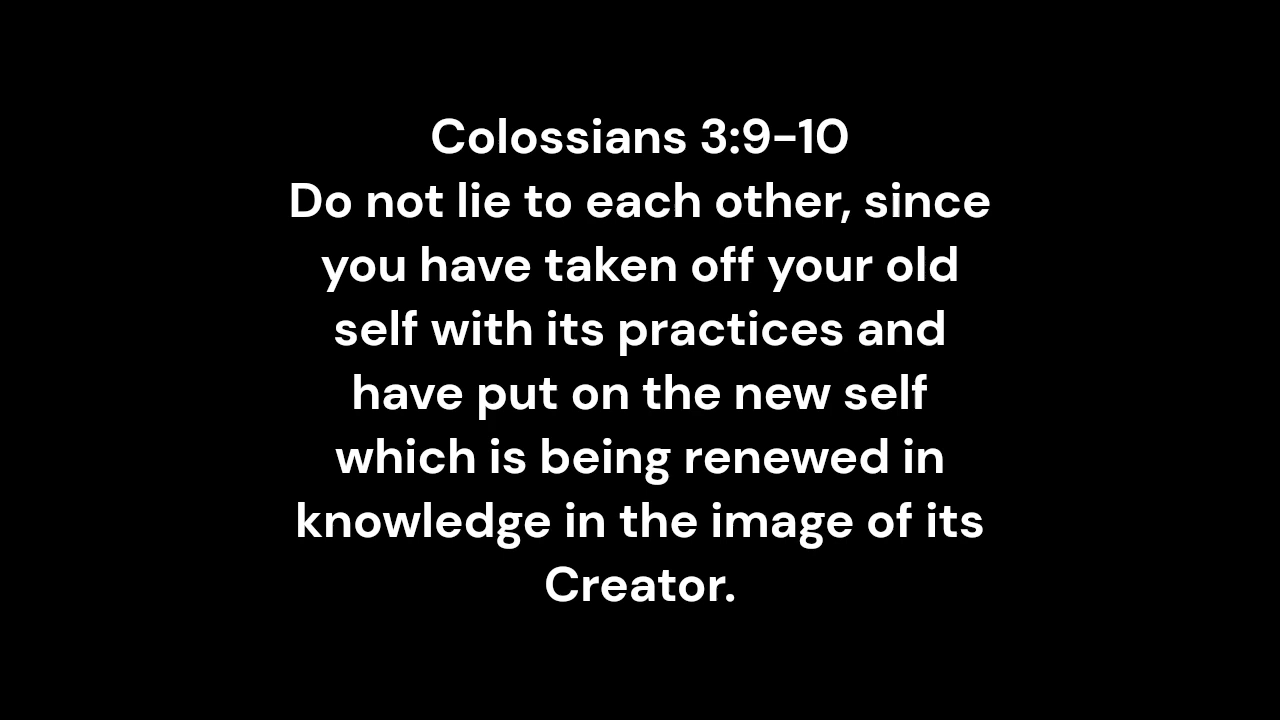 Colossians 3:9-10
Do not lie to each other, since
you have taken off your old
self with its practices and
have put on the new self
which is being renewed in
knowledge in the image of its
Creator.